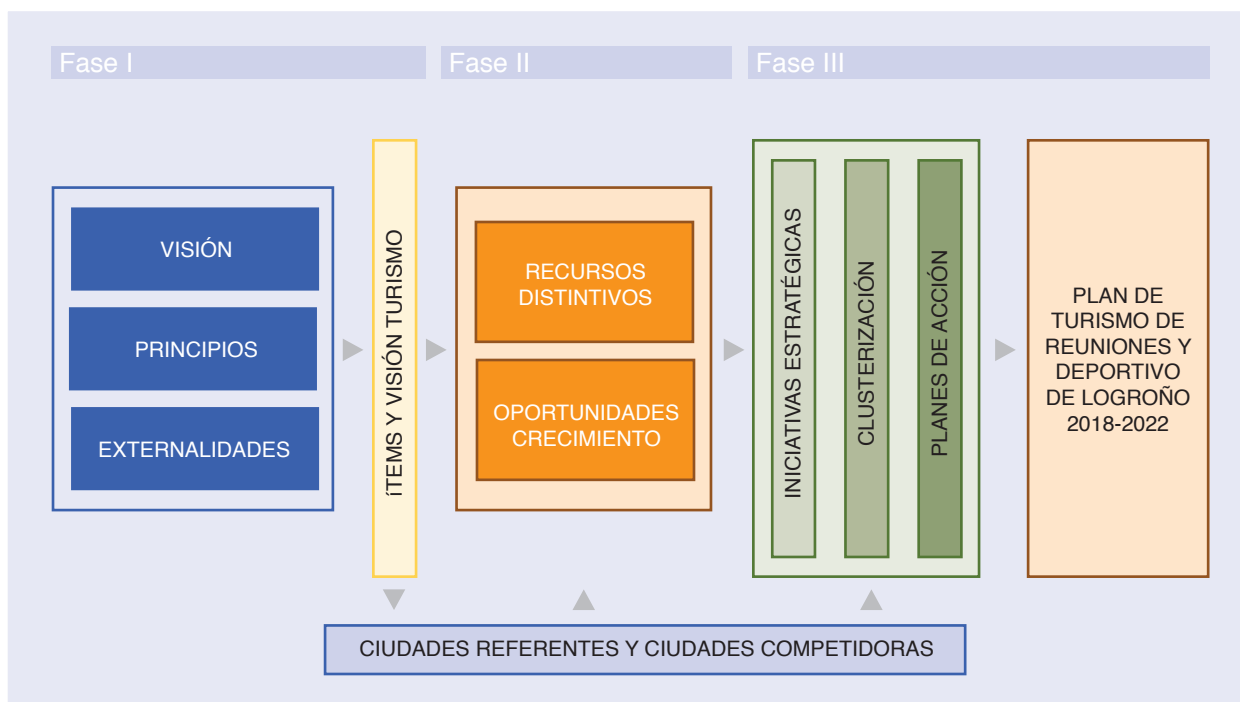 Fase I
Fase II
Fase III
VISIÓN
PRINCIPIOS
EXTERNALIDADES
íTEMS Y VISIÓN TURISMO
RECURSOS
DISTINTIVOS
OPORTUNIDADES
CRECIMIENTO
INICIATIVAS ESTRATÉGICAS
CLUSTERIZACIÓN
PLANES DE ACCIÓN
PLAN DE
TURISMO DE
REUNIONES Y
DEPORTIVO
DE LOGROÑO
2018-2022
CIUDADES REFERENTES Y CIUDADES COMPETIDORAS